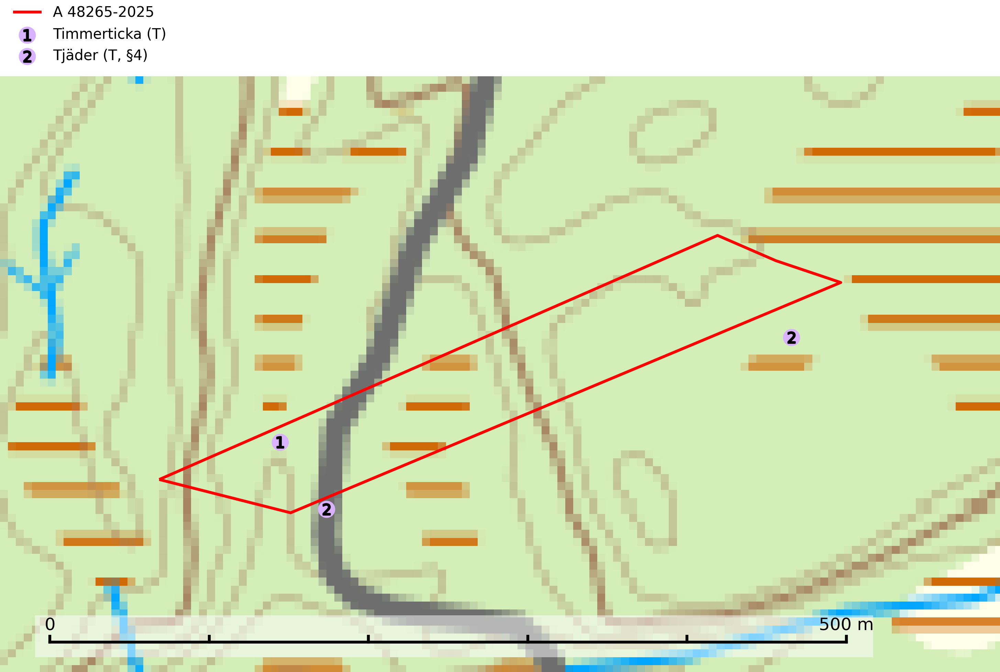 A 48265-2025
1 Timmerticka (T)
2 Tjäder (T, §4)
2
1
2
0 500 m